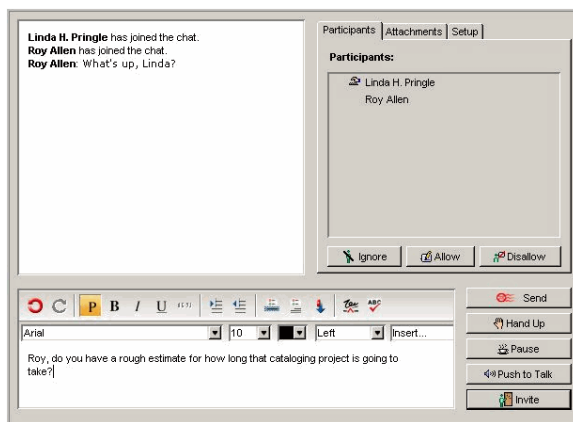 Linda H. Pringle has joined the chat.
Roy Allen has joined the chat.
Roy Allen: What's up, Linda?
Participants Attachments Setup
Participants:
Linda H. Pringle
Roy Allen
Ignore Allow Disallow
P B I U
ABC
Arial 10 Left Insert...
Roy, do you have a rough estimate for how long that cataloging project is going to
take?
Send
Hand Up
Pause
Push to Talk
Invite